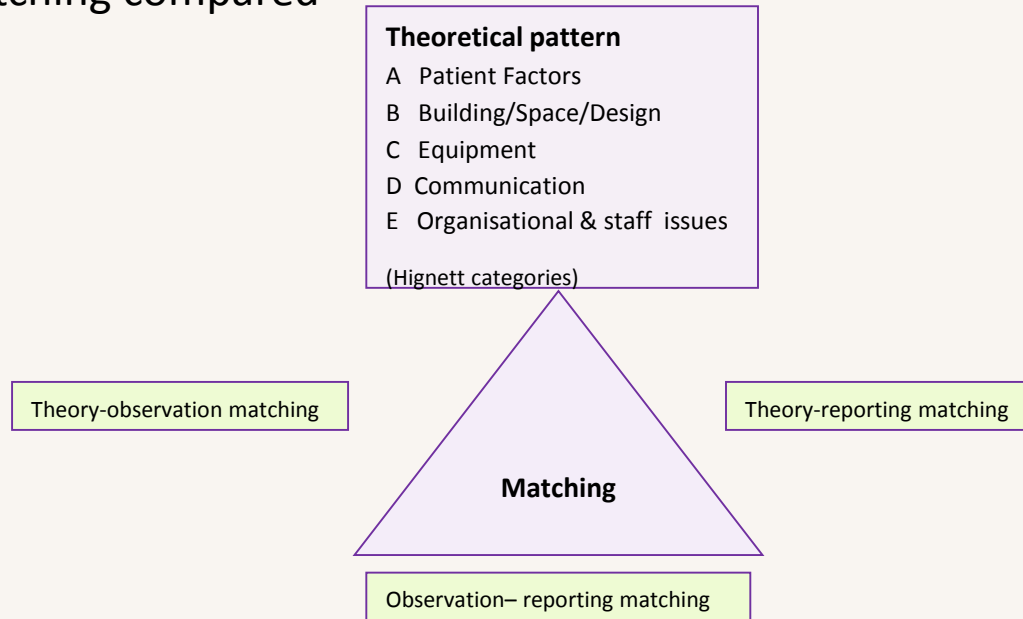 compared
Theoretical pattern
A Patient Factors
B Building/Space/Design
C Equipment
D Communication
E Organisational & staff issues
(Hignett categories)
Theory-observation matching
Theory-reporting matching
Matching
Observation– reporting matching